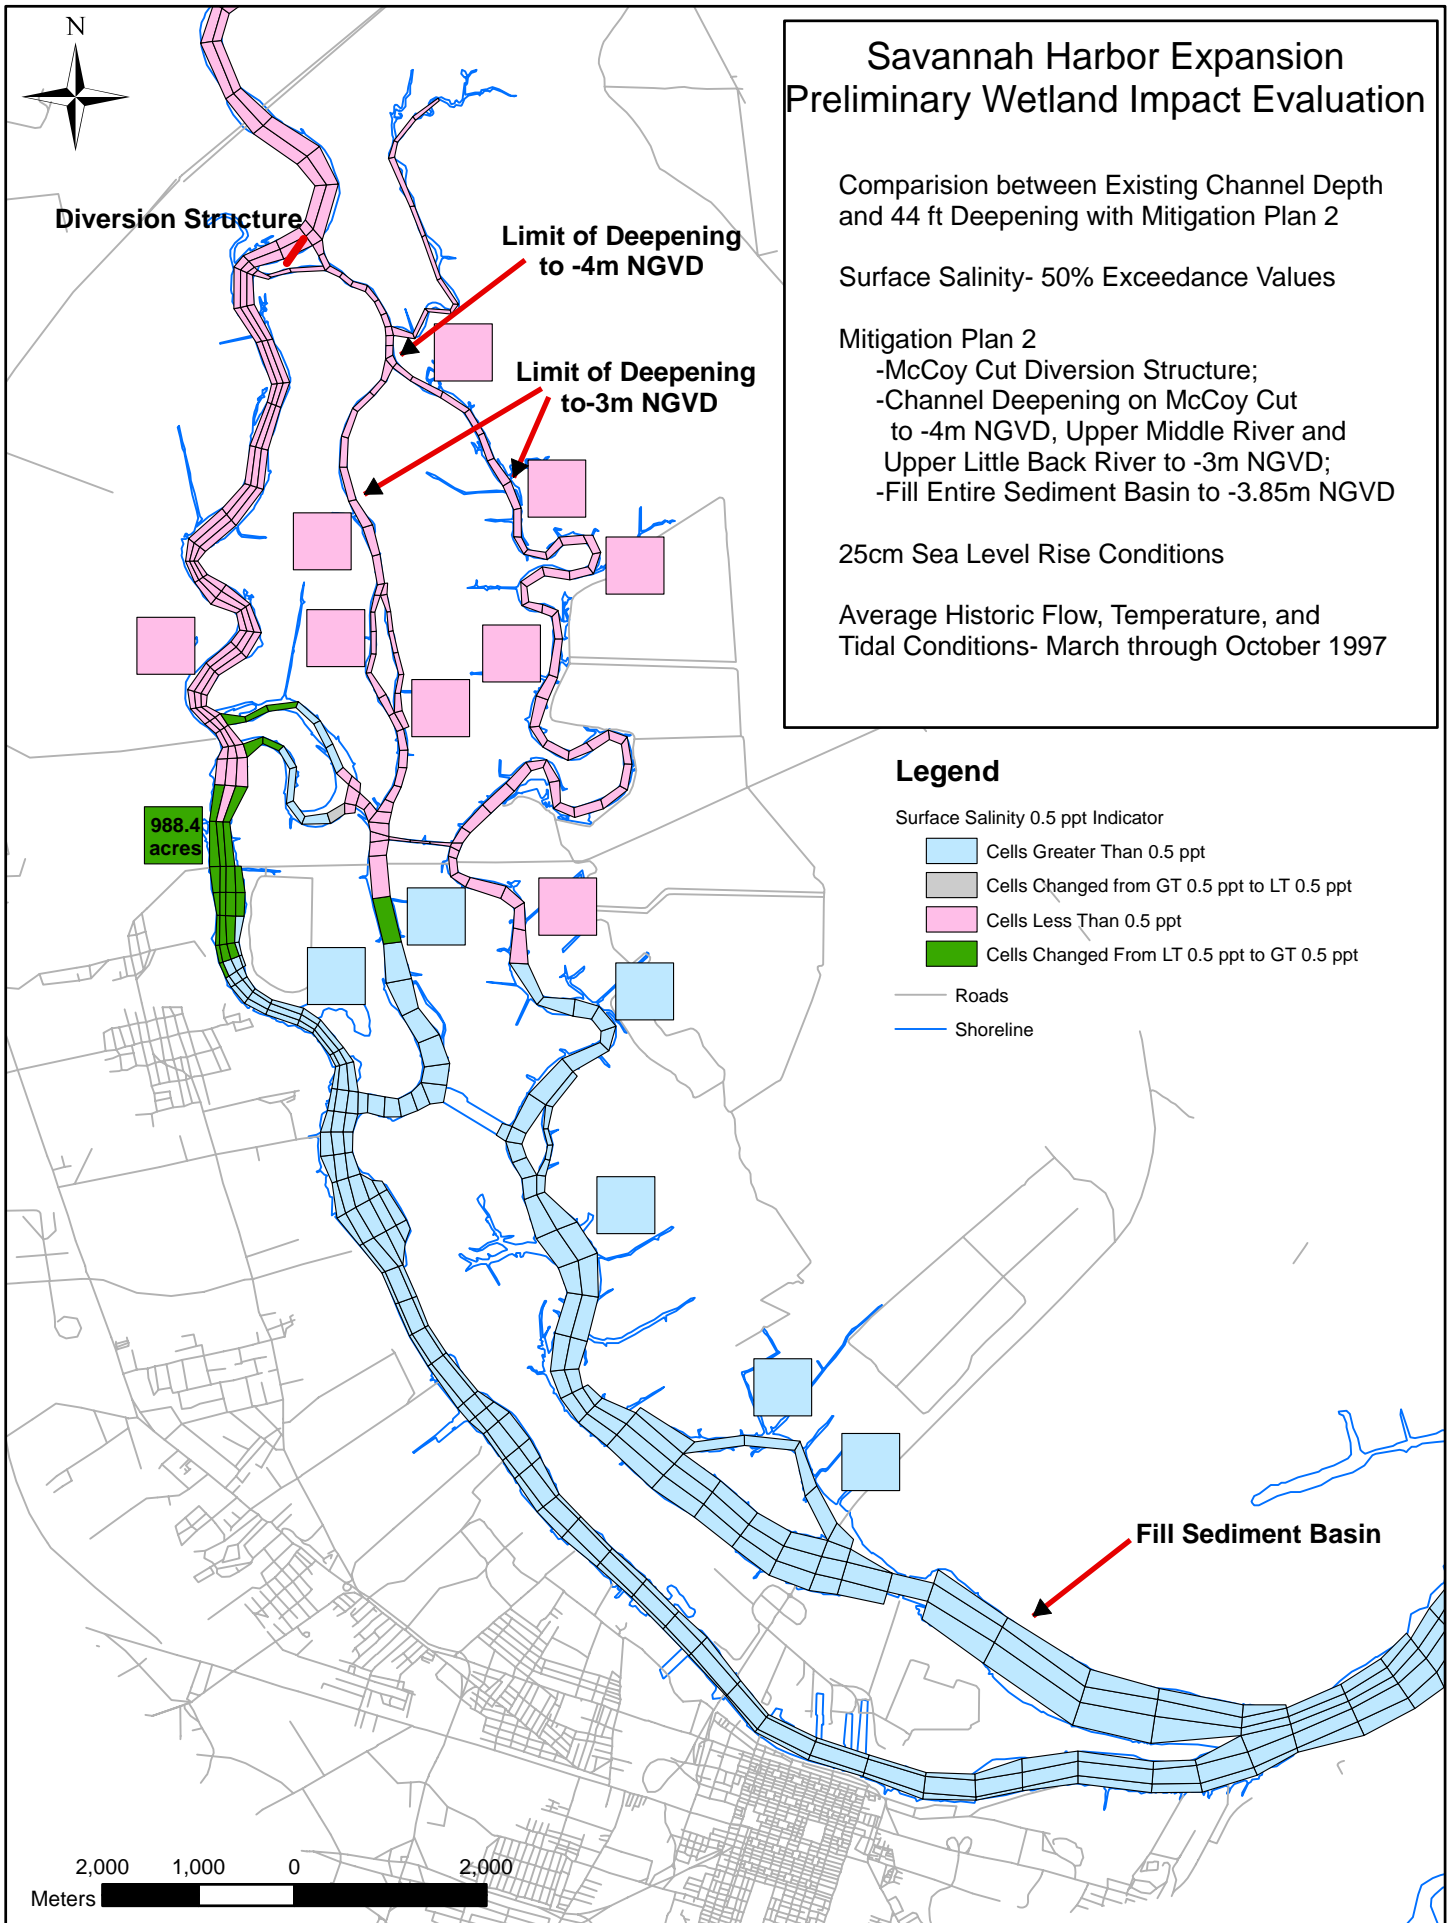 N
Savannah Harbor Expansion
Preliminary Wetland Impact Evaluation
Comparision between Existing Channel Depth
and 44 ft Deepening with Mitigation Plan 2
Surface Salinity- 50% Exceedance Values
Mitigation Plan 2
-McCoy Cut Diversion Structure;
-Channel Deepening on McCoy Cut
to -4m NGVD, Upper Middle River and
Upper Little Back River to -3m NGVD;
-Fill Entire Sediment Basin to -3.85m NGVD
25cm Sea Level Rise Conditions
Average Historic Flow, Temperature, and
Tidal Conditions- March through October 1997
Diversion Structure
Limit of Deepening
to -4m NGVD
Limit of Deepening
to-3m NGVD
988.4
acres
Legend
Surface Salinity 0.5 ppt Indicator
Cells Greater Than 0.5 ppt
Cells Changed from GT 0.5 ppt to LT 0.5 ppt
Cells Less Than 0.5 ppt
Cells Changed From LT 0.5 ppt to GT 0.5 ppt
Roads
Shoreline
Fill Sediment Basin
2,000 1,000 0 2,000
Meters